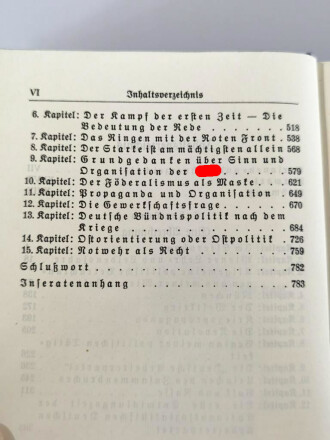 VI Inhaltsverzeichnis
6. Kapitel: Der Kampf der ersten Zeit — Die
Bedeutung der Rede . . . . . . . 518
7. Kapitel: Das Ringen mit der Roten Front . 538
8. Kapitel: Der Starke ist am mächtigsten allein 568
9. Kapitel: Grundgedanken über Sinn und
Organisation der . . . . . . . 579
10. Kapitel: Der Föderalismus als Maske . . . 621
11. Kapitel: Propaganda und Organisation . . 649
12. Kapitel: Die Gewerkschaftsfrage . . . . . 670
13. Kapitel: Deutsche Bündnispolitik nach dem
Kriege . . . . . . . . . . . . . 684
14. Kapitel: Ostorientierung oder Ostpolitik . . 726
15. Kapitel: Notwehr als Recht . . . . . . . 759
Schlußwort . . . . . . . . . . . . . . . . 782
Inseratenanhang . . . . . . . . . . . . . 783